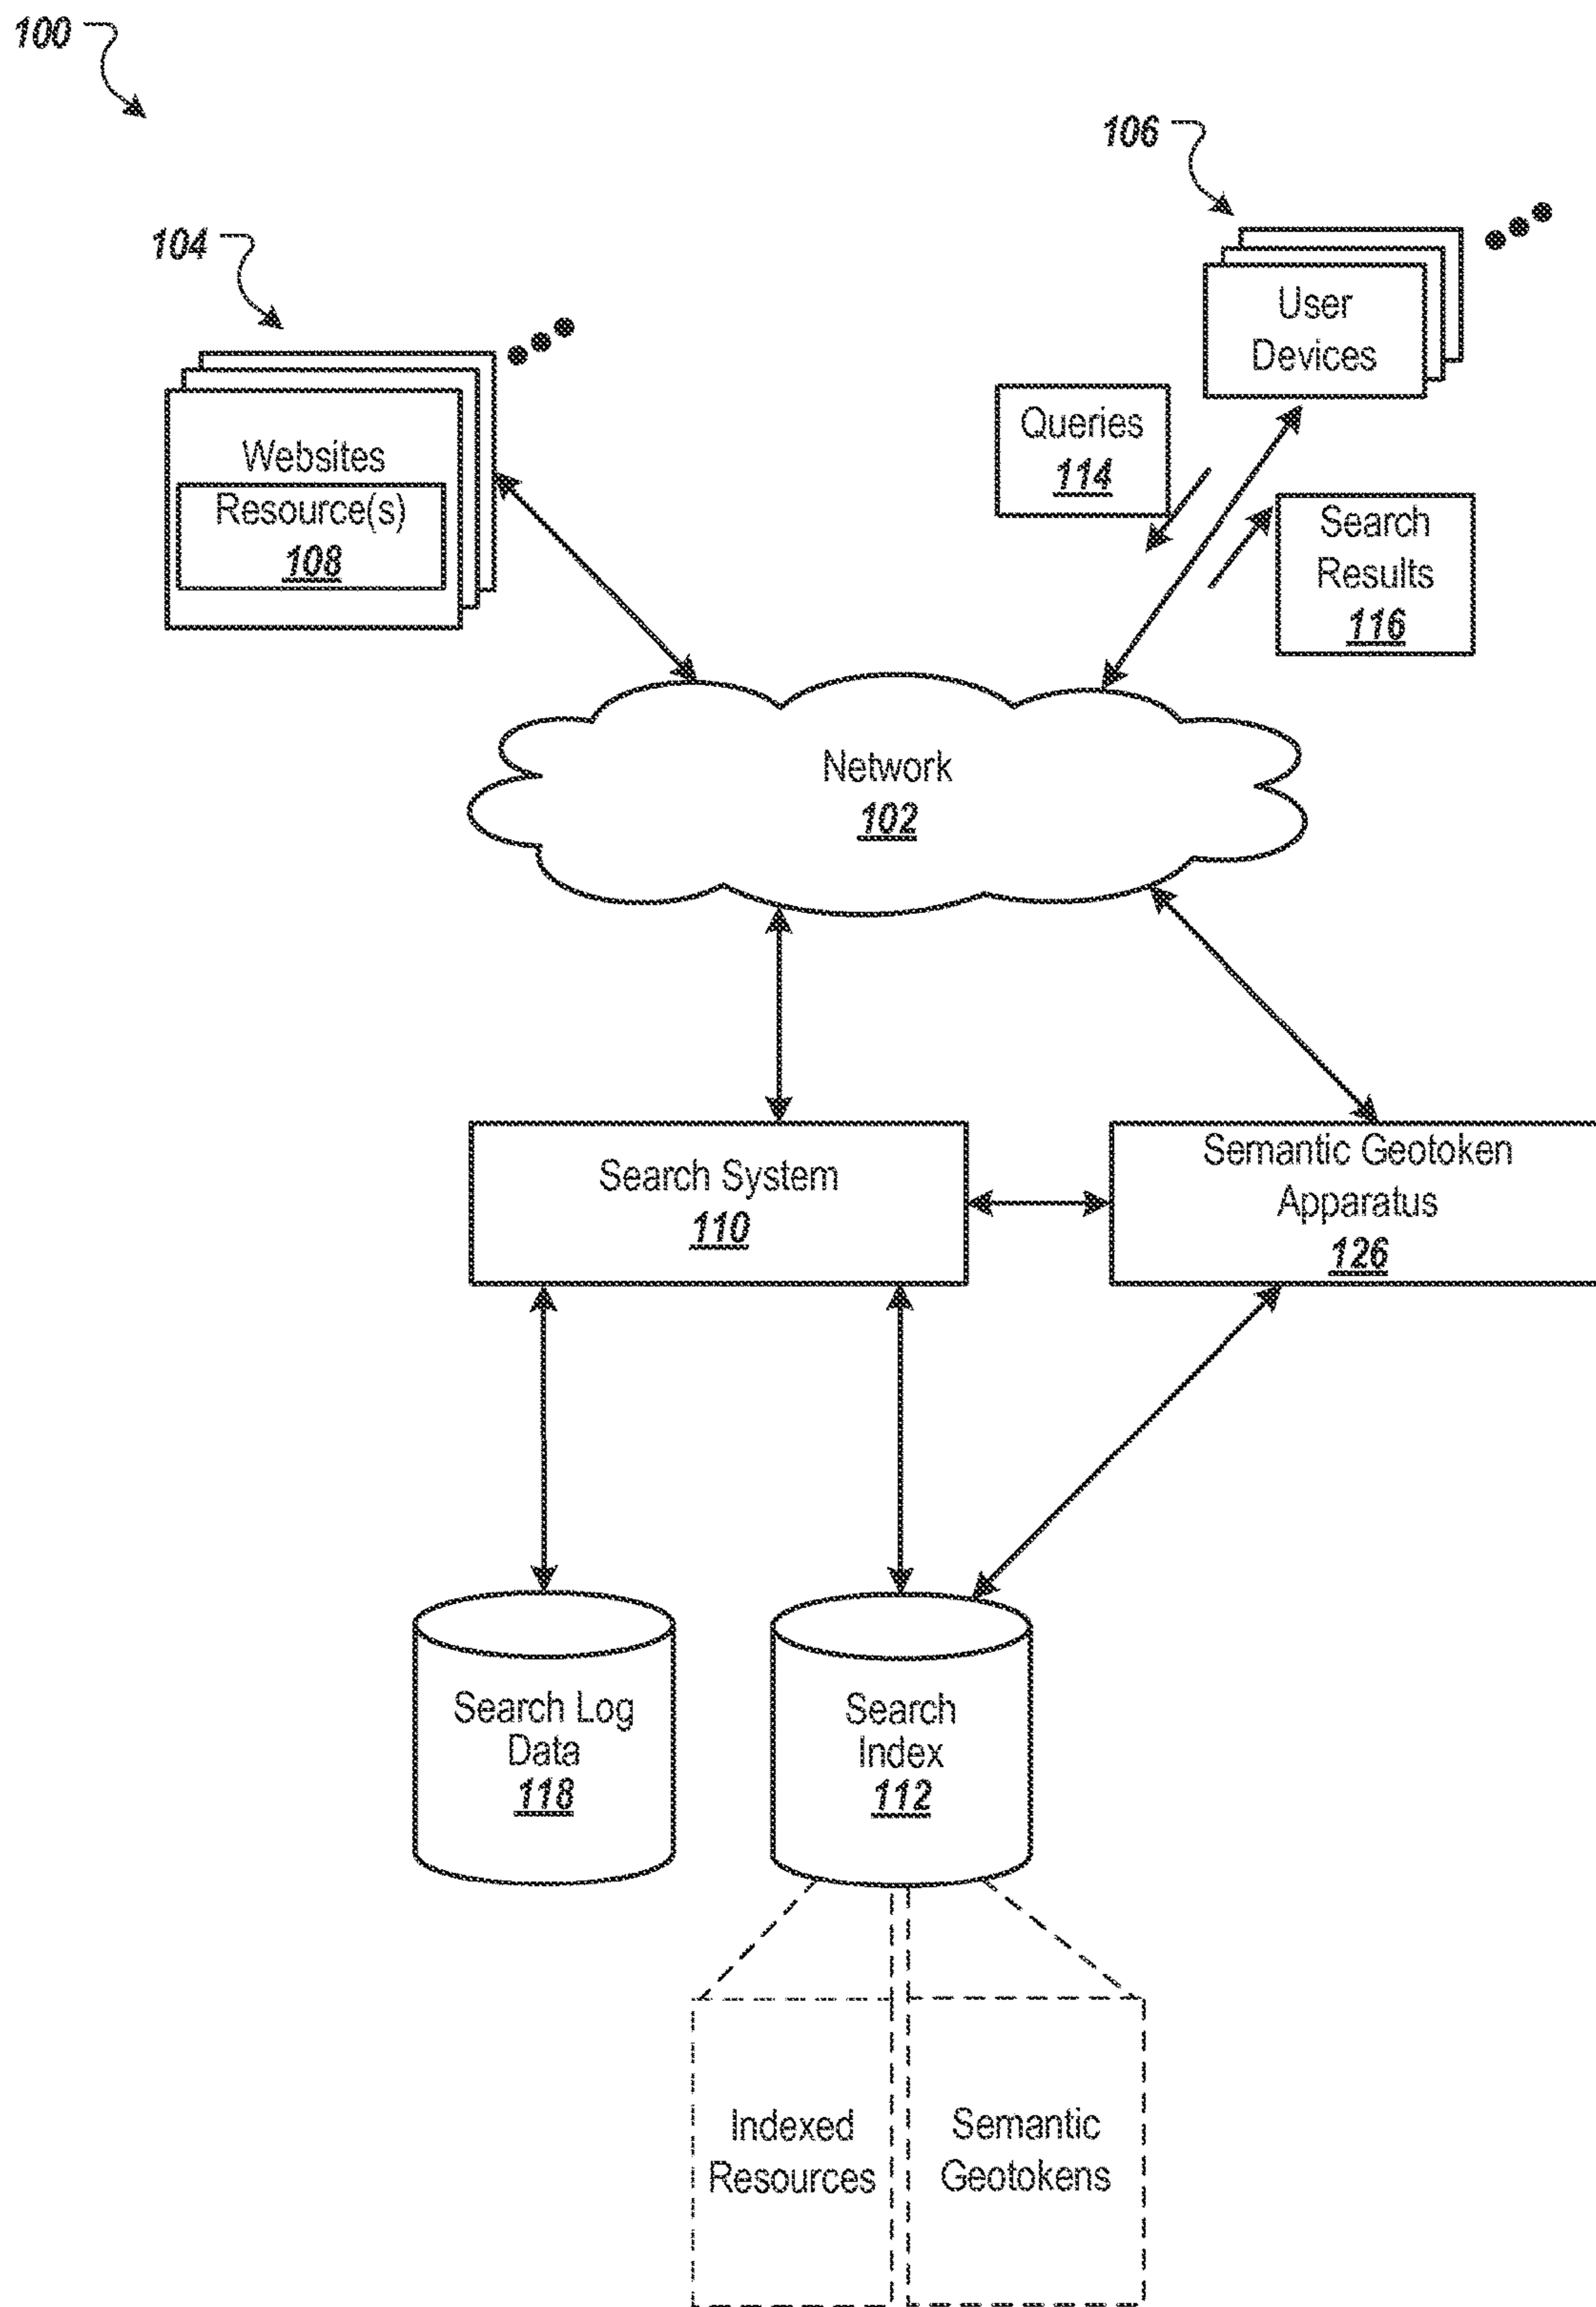 100
106
104
User
Devices
Queries
114
Websites
Resource(s)
108
Search
Results
116
Network
102
Search System
110
Semantic Geotoken
Apparatus
126
Search Log
Data
118
Search
Index
112
Indexed
Resources
Semantic
Geotokens